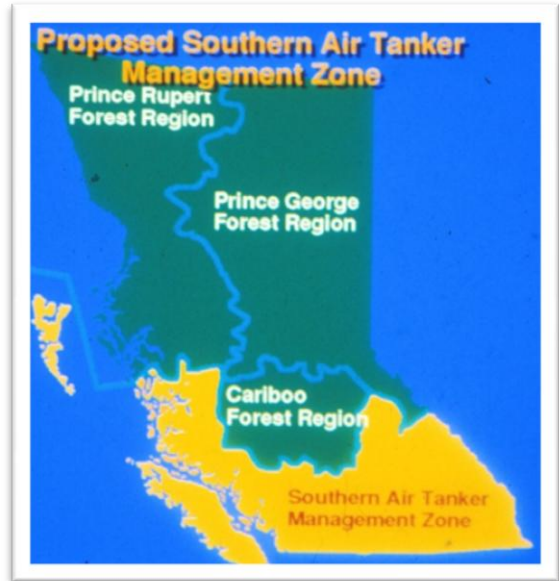 Proposed Southern Air Tanker
Management Zone
Prince Rupert
Forest Region
Prince George
Forest Region
Cariboo
Forest Region
Southern Air Tanker
Management Zone